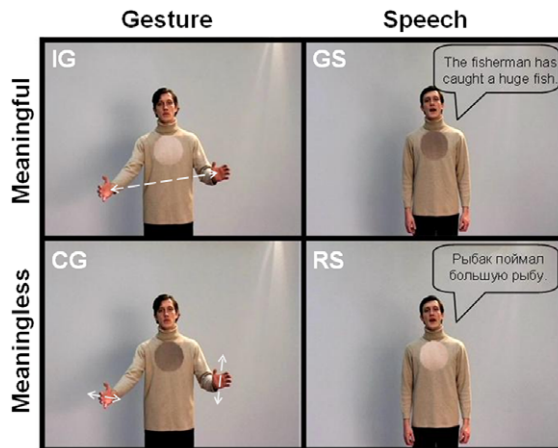 Gesture
Speech
Meaningful
IG
GS
The fisherman has
caught a huge fish.
Meaningless
CG
RS
Рыбак поймал
большую рыбу.